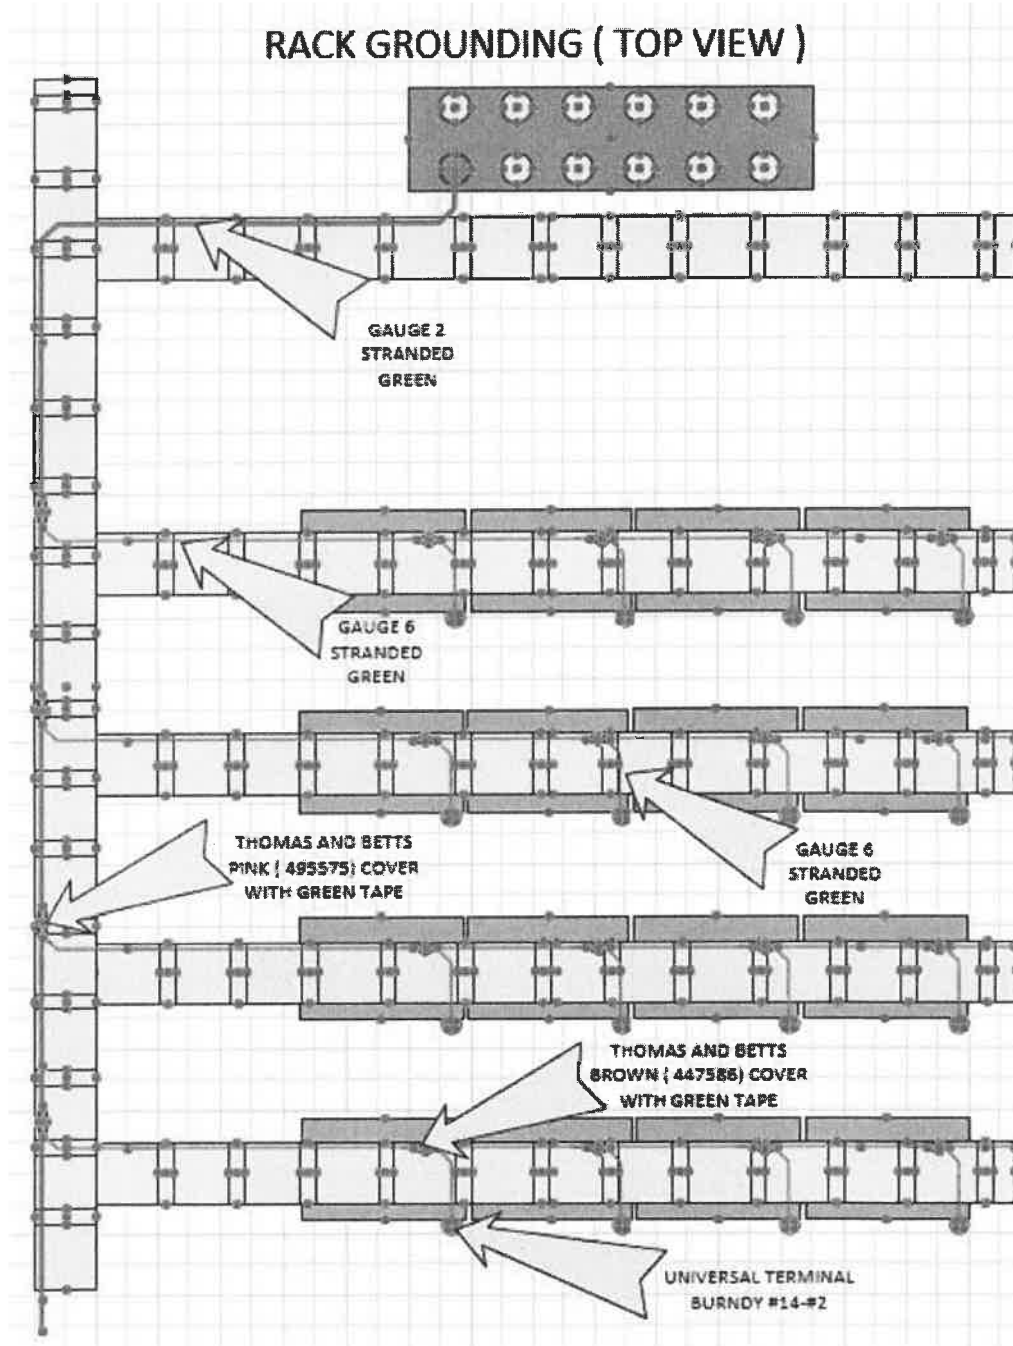 RACK GROUNDING ( TOP VIEW )
GAUGE 2
STRANDED
GREEN
GAUGE 6
STRANDED
GREEN
GAUGE 6
STRANDED
GREEN
THOMAS AND BETTS
PINK ( 495575) COVER
WITH GREEN TAPE
THOMAS AND BETTS
BROWN ( 447586) COVER
WITH GREEN TAPE
UNIVERSAL TERMINAL
BURNDY #14-#2